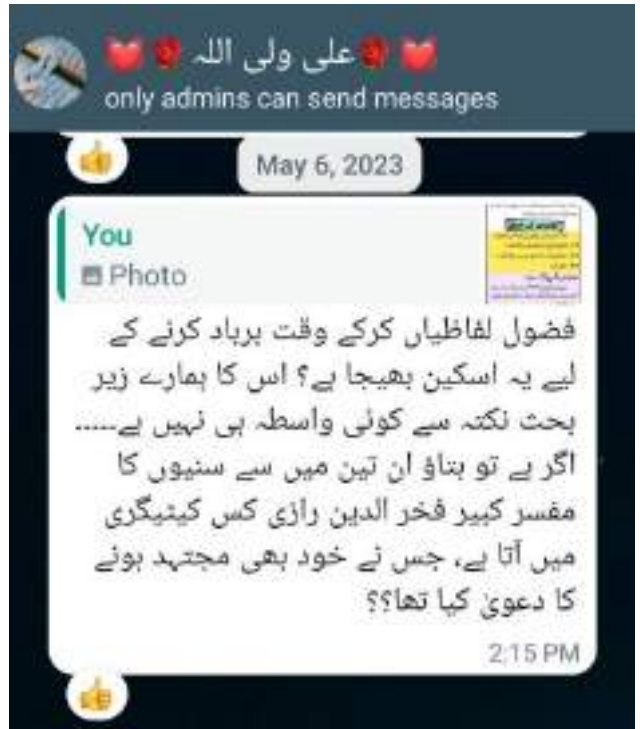 علی ولی اللہ
only admins can send messages
May 6, 2023
You
Photo
فضول لفاظیاں کرکے وقت برباد کرنے کے
لیے یہ اسکین بھیجا ہے؟ اس کا ہمارے زیر
بحث نکتہ سے کوئی واسطہ ہی نہیں ہے.....
اگر ہے تو بتاؤ ان تین میں سے سنیوں کا
مفسر کبیر فخر الدین رازی کس کیٹیگری
میں آتا ہے، جس نے خود بھی مجتہد ہونے
کا دعویٰ کیا تھا؟؟
2:15 PM